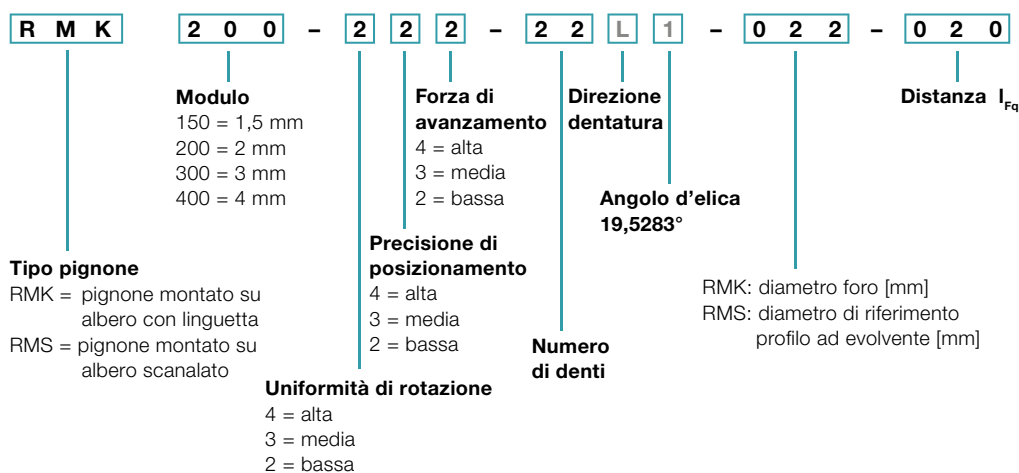 R M K 2 0 0 – 2 2 2 – 2 2 L 1 – 0 2 2 – 0 2 0
Modulo
150 = 1,5 mm
200 = 2 mm
300 = 3 mm
400 = 4 mm
Forza di
avanzamento
4 = alta
3 = media
2 = bassa
Direzione
dentatura
Distanza l_Fq
Angolo d'elica
19,5283°
Tipo pignone
RMK = pignone montato su
albero con linguetta
RMS = pignone montato su
albero scanalato
Precisione di
posizionamento
4 = alta
3 = media
2 = bassa
RMK: diametro foro [mm]
RMS: diametro di riferimento
profilo ad evolvente [mm]
Numero
di denti
Uniformità di rotazione
4 = alta
3 = media
2 = bassa